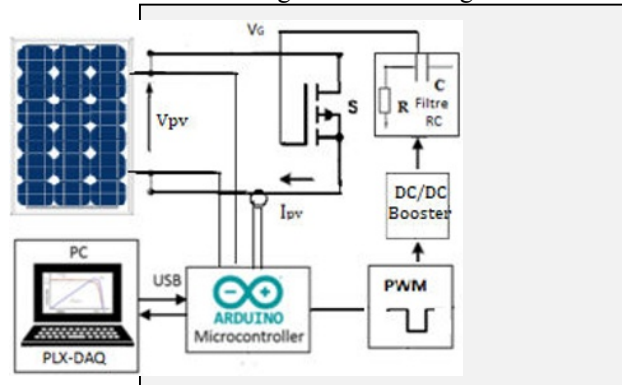 VG
S
C
R Filtre
RC
Vpv
Ipv
DC/DC
Booster
PC
USB
PWM
ARDUINO
Microcontroller
PLX-DAQ